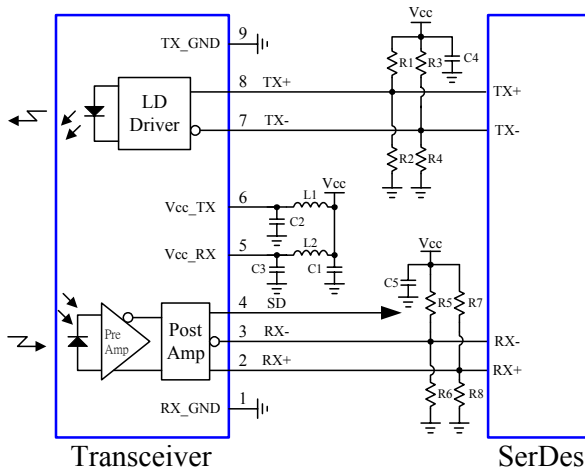 Vcc
9
TX_GND
R1 R3 C4
8 TX+
TX+
LD
Driver
7 TX-
TX-
R2 R4
Vcc
6 L1
Vcc_TX
C2
Vcc
5 L2
Vcc_RX
C3 C1
C5
R5 R7
4
SD
Pre
Amp
Post
Amp
3 RX-
RX-
2 RX+
RX+
R6 R8
1
RX_GND
Transceiver SerDes